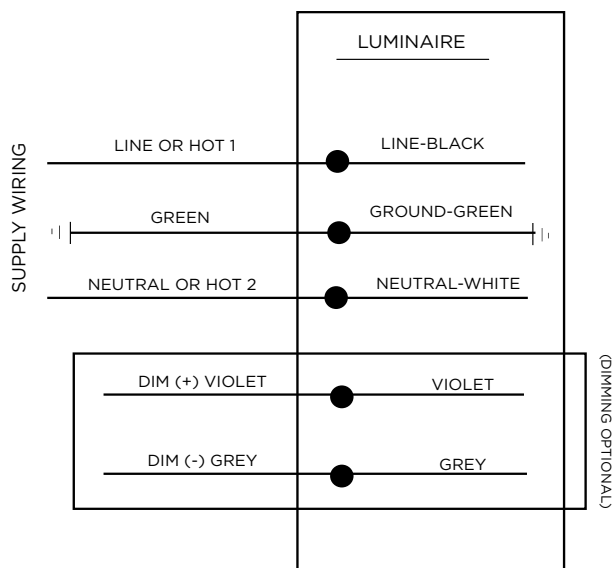 LUMINAIRE
SUPPLY WIRING
LINE OR HOT 1
LINE-BLACK
GREEN
GROUND-GREEN
NEUTRAL OR HOT 2
NEUTRAL-WHITE
DIM (+) VIOLET
VIOLET
DIM (-) GREY
GREY
(DIMMING OPTIONAL)